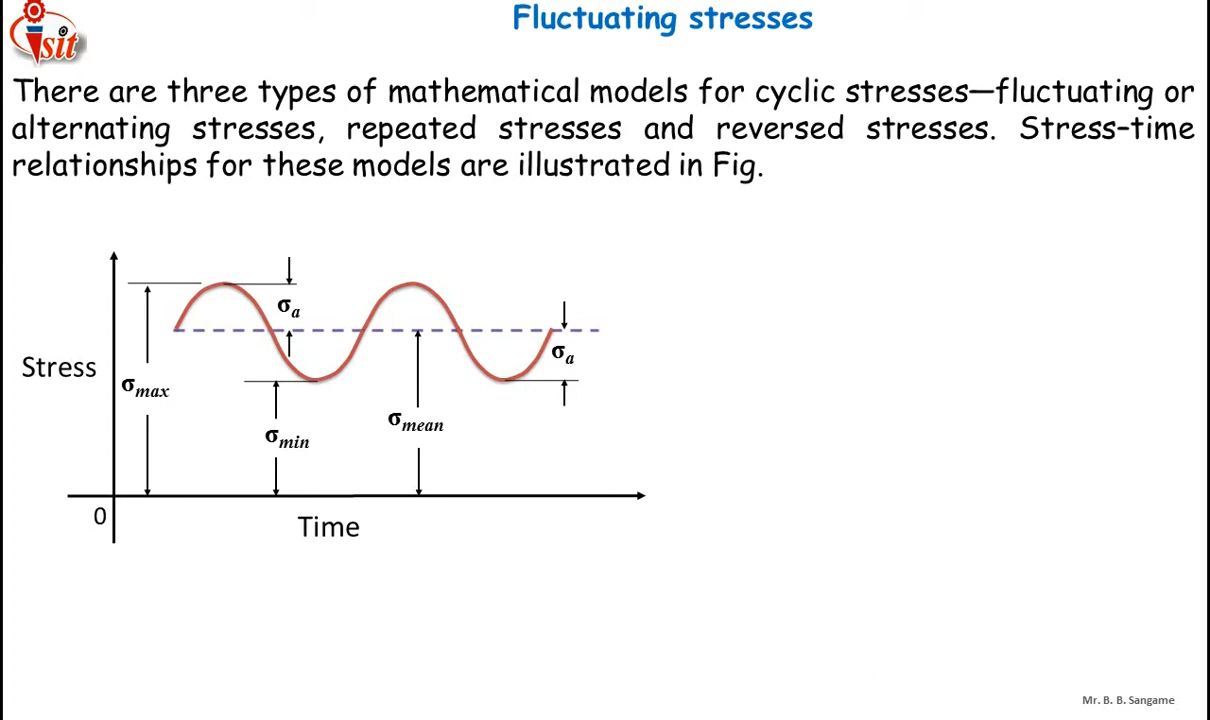 sit
Fluctuating stresses
There are three types of mathematical models for cyclic stresses—fluctuating or
alternating stresses, repeated stresses and reversed stresses. Stress-time
relationships for these models are illustrated in Fig.
σa
Stress
σmax
σa
σmean
σmin
0
Time
Mr. B. B. Sangame